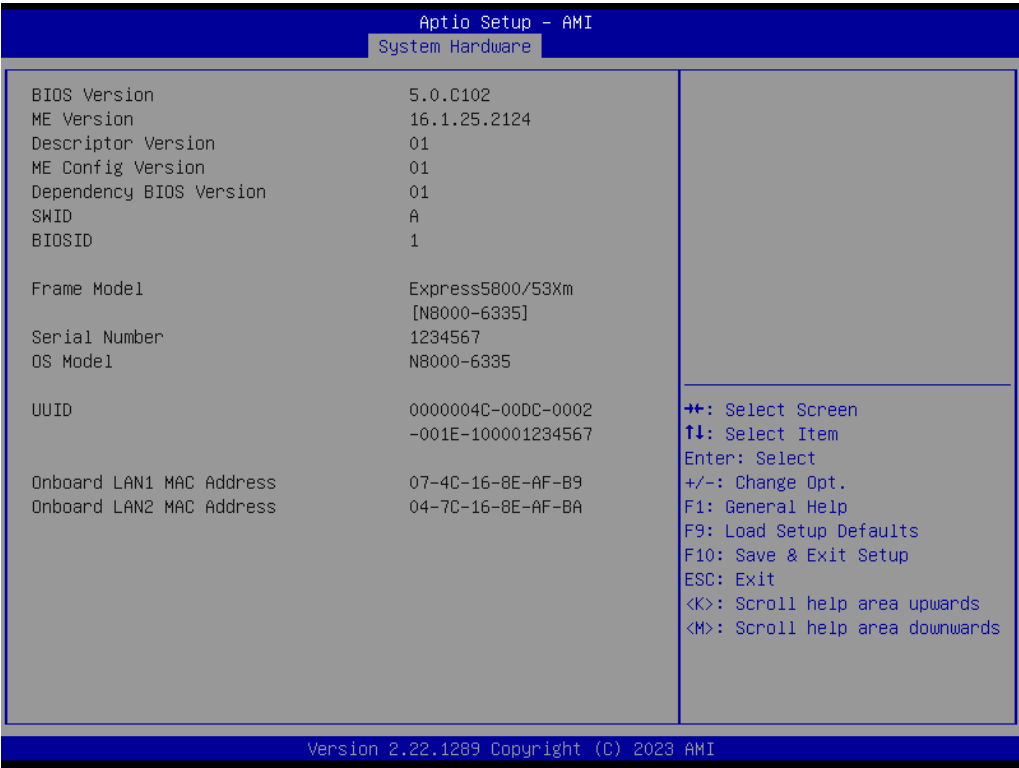 Aptio Setup – AMI
System Hardware
BIOS Version 5.0.C102
ME Version 16.1.25.2124
Descriptor Version 01
ME Config Version 01
Dependency BIOS Version 01
SWID A
BIOSID 1
Frame Model Express5800/53Xm
[N8000-6335]
Serial Number 1234567
OS Model N8000-6335
UUID 0000004C-00DC-0002
-001E-100001234567
Onboard LAN1 MAC Address 07-4C-16-8E-AF-B9
Onboard LAN2 MAC Address 04-7C-16-8E-AF-BA
→←: Select Screen
↑↓: Select Item
Enter: Select
+/-: Change Opt.
F1: General Help
F9: Load Setup Defaults
F10: Save & Exit Setup
ESC: Exit
<K>: Scroll help area upwards
<M>: Scroll help area downwards
Version 2.22.1289 Copyright (C) 2023 AMI